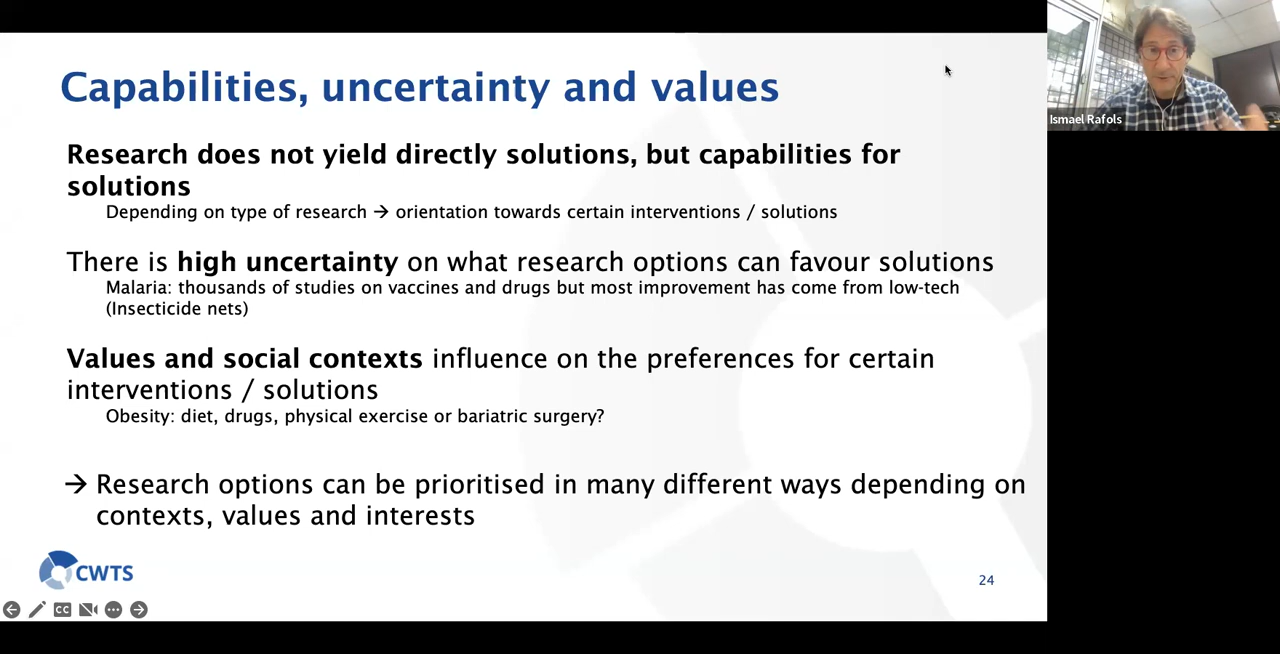 Capabilities, uncertainty and values
Research does not yield directly solutions, but capabilities for
solutions
Depending on type of research → orientation towards certain interventions / solutions
There is high uncertainty on what research options can favour solutions
Malaria: thousands of studies on vaccines and drugs but most improvement has come from low-tech
(Insecticide nets)
Values and social contexts influence on the preferences for certain
interventions / solutions
Obesity: diet, drugs, physical exercise or bariatric surgery?
→ Research options can be prioritised in many different ways depending on
contexts, values and interests
CWTS
24
CC
Ismael Rafols